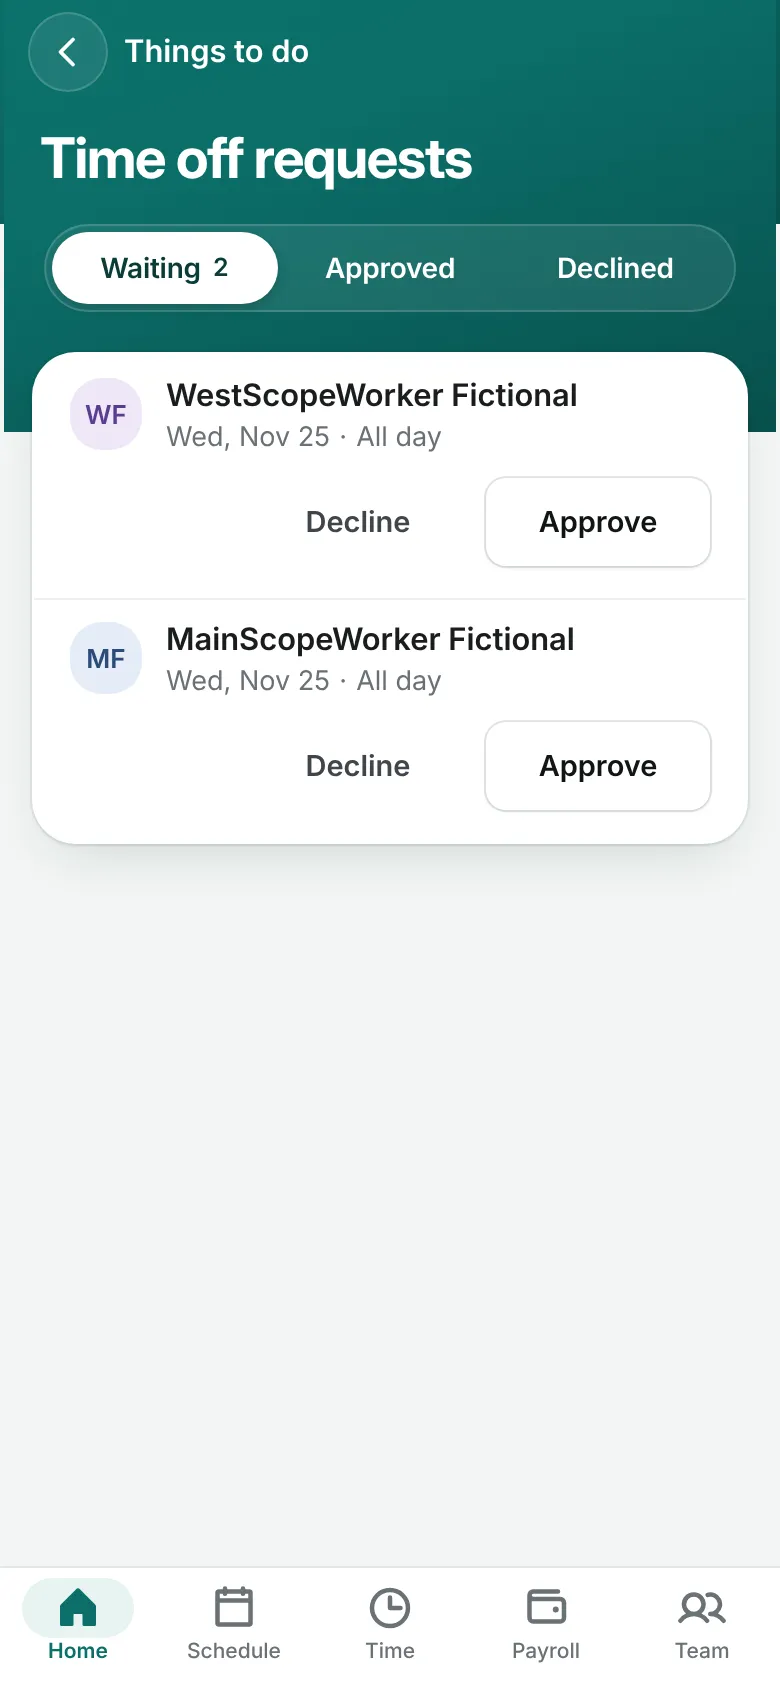 Things to do
Time off requests
Waiting 2
Approved
Declined
WF
WestScopeWorker Fictional
Wed, Nov 25 · All day
Decline
Approve
MF
MainScopeWorker Fictional
Wed, Nov 25 · All day
Decline
Approve
Home
Schedule
Time
Payroll
Team